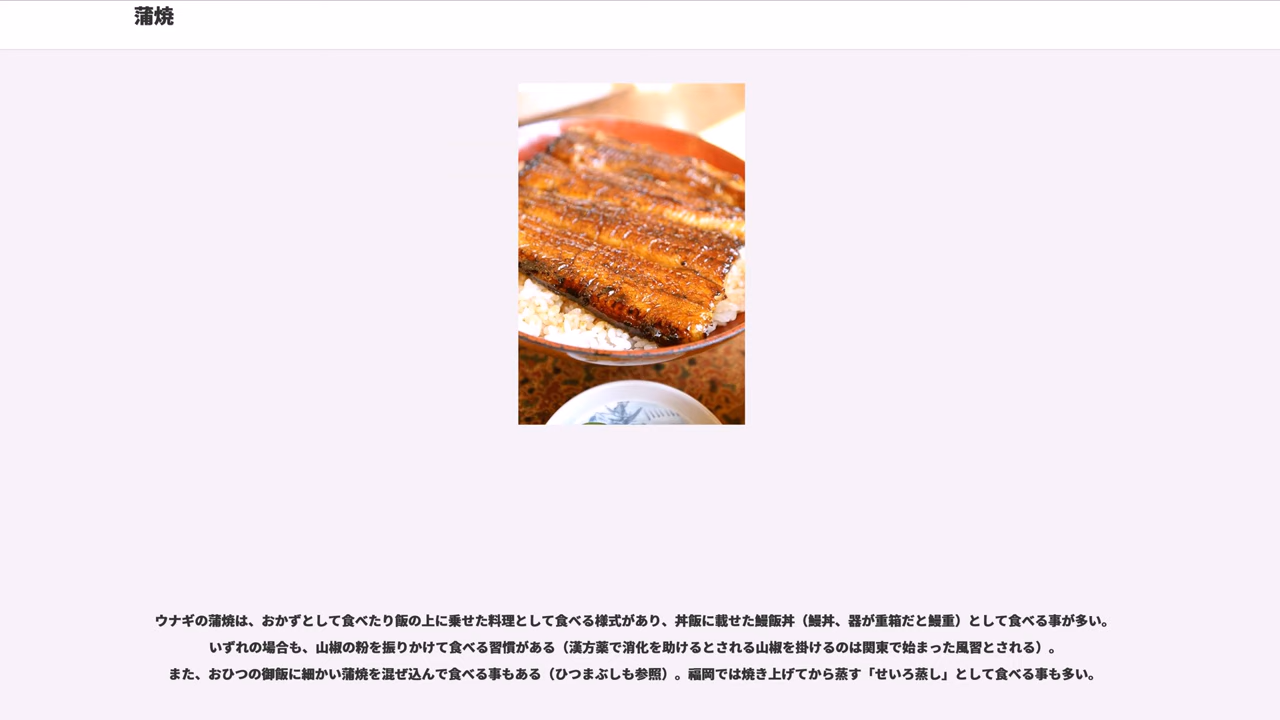 蒲焼
ウナギの蒲焼は、おかずとして食べたり飯の上に乗せた料理として食べる様式があり、丼飯に載せた鰻飯丼（鰻丼、器が重箱だと鰻重）として食べる事が多い。
いずれの場合も、山椒の粉を振りかけて食べる習慣がある（漢方薬で消化を助けるとされる山椒を掛けるのは関東で始まった風習とされる）。
また、おひつの御飯に細かい蒲焼を混ぜ込んで食べる事もある（ひつまぶしも参照）。福岡では焼き上げてから蒸す「せいろ蒸し」として食べる事も多い。